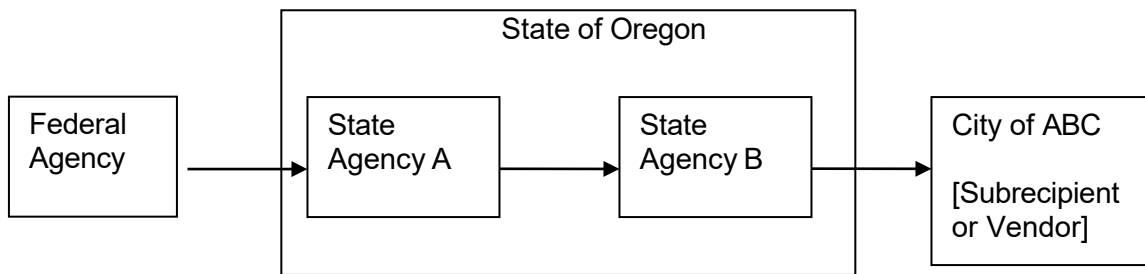 State of Oregon
Federal
Agency
State
Agency A
State
Agency B
City of ABC
[Subrecipient
or Vendor]